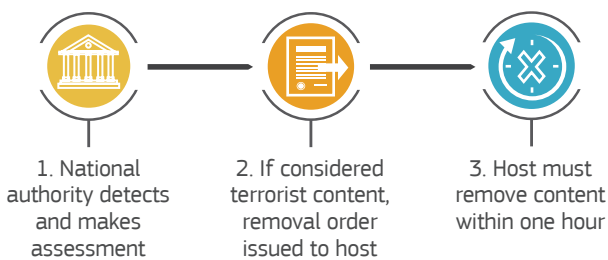 1. National
authority detects
and makes
assessment
2. If considered
terrorist content,
removal order
issued to host
3. Host must
remove content
within one hour